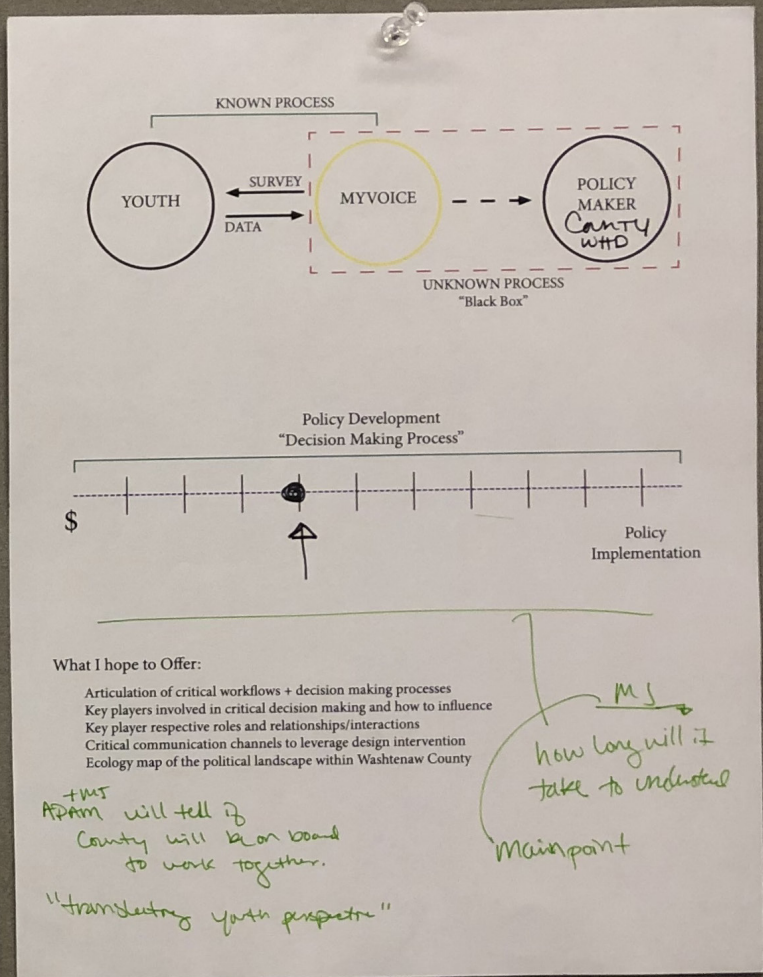 KNOWN PROCESS
YOUTH
SURVEY
DATA
MYVOICE
POLICY
MAKER
County
WHD
UNKNOWN PROCESS
“Black Box”
Policy Development
“Decision Making Process”
$
Policy
Implementation
What I hope to Offer:
Articulation of critical workflows + decision making processes
Key players involved in critical decision making and how to influence
Key player respective roles and relationships/interactions
Critical communication channels to leverage design intervention
Ecology map of the political landscape within Washtenaw County
MJ
how long will it
take to understand
main point
+MJ
ADAM will tell if
County will be on board
to work together.
"translating youth perspective"